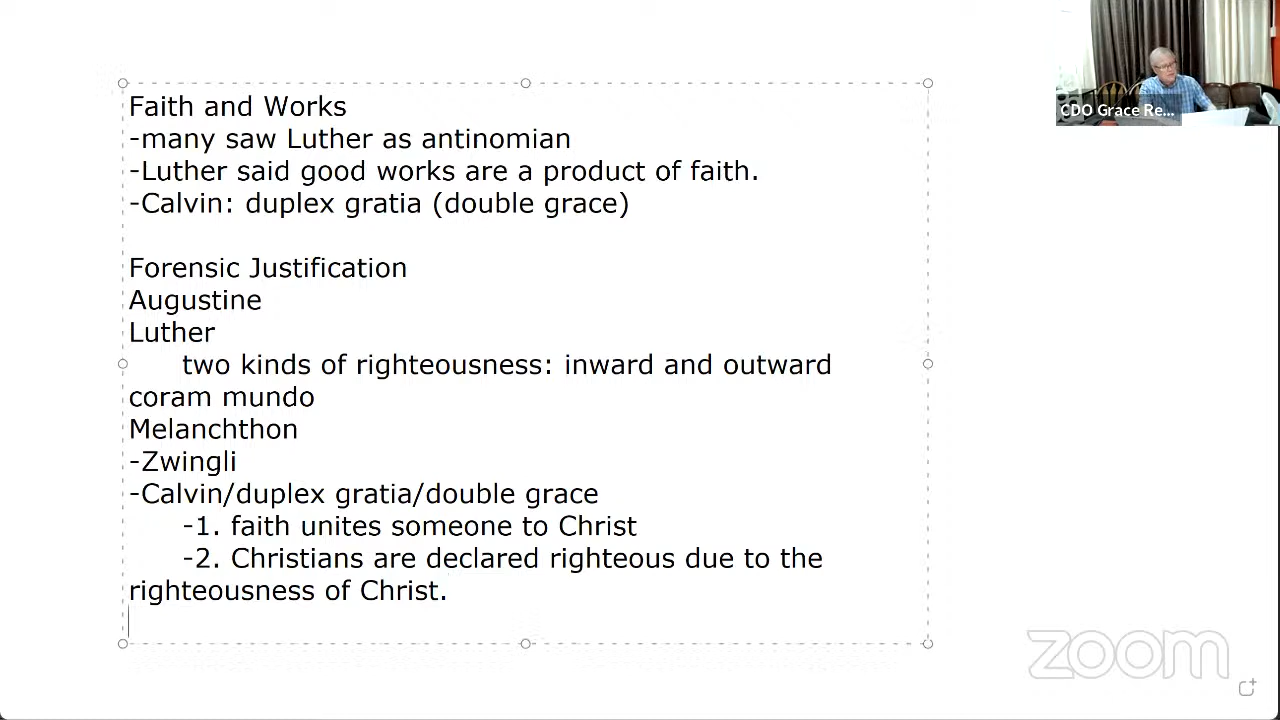 Faith and Works
-many saw Luther as antinomian
-Luther said good works are a product of faith.
-Calvin: duplex gratia (double grace)
Forensic Justification
Augustine
Luther
two kinds of righteousness: inward and outward
coram mundo
Melanchthon
-Zwingli
-Calvin/duplex gratia/double grace
-1. faith unites someone to Christ
-2. Christians are declared righteous due to the
righteousness of Christ.
CDO Grace Re...
zoom